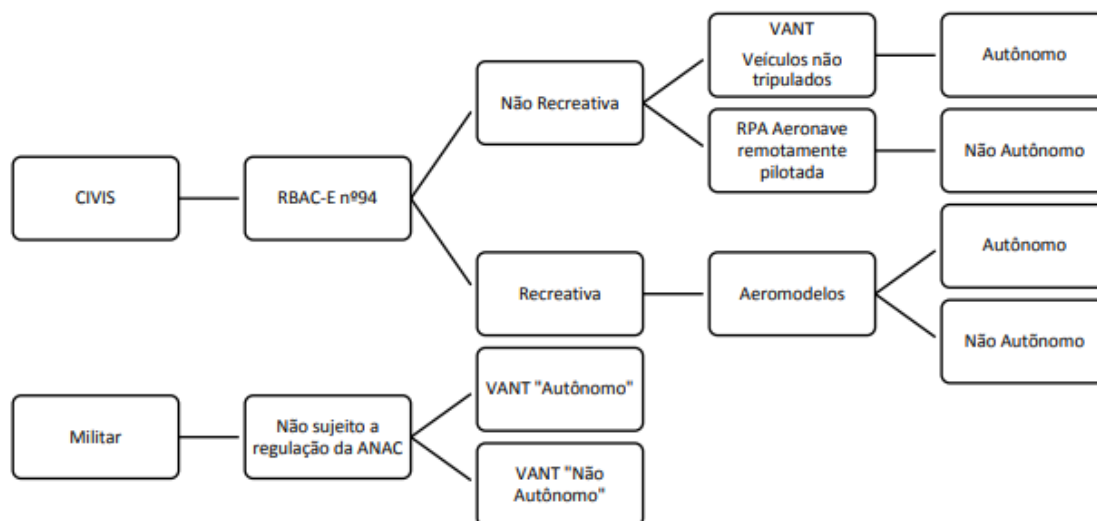 VANT
Veículos não
tripulados
Autônomo
Não Recreativa
RPA Aeronave
remotamente
pilotada
Não Autônomo
CIVIS
RBAC-E nº94
Recreativa
Aeromodelos
Autônomo
Não Autõnomo
Militar
Não sujeito a
regulação da ANAC
VANT "Autônomo"
VANT "Não
Autônomo"